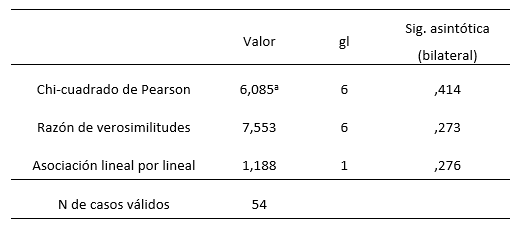 Valor gl Sig. asintótica (bilateral)
Chi-cuadrado de Pearson 6,085ª 6 ,414
Razón de verosimilitudes 7,553 6 ,273
Asociación lineal por lineal 1,188 1 ,276
N de casos válidos 54